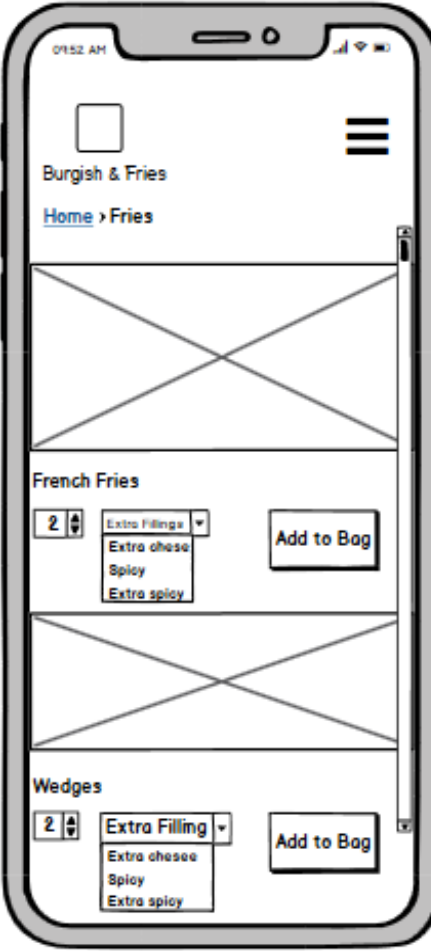 09:52 AM
Burgish & Fries
Home › Fries
French Fries
2
Extra Fillings
Add to Bag
Extra chese
Spicy
Extra spicy
Wedges
2
Extra Filling
Add to Bag
Extra chesee
Spicy
Extra spicy